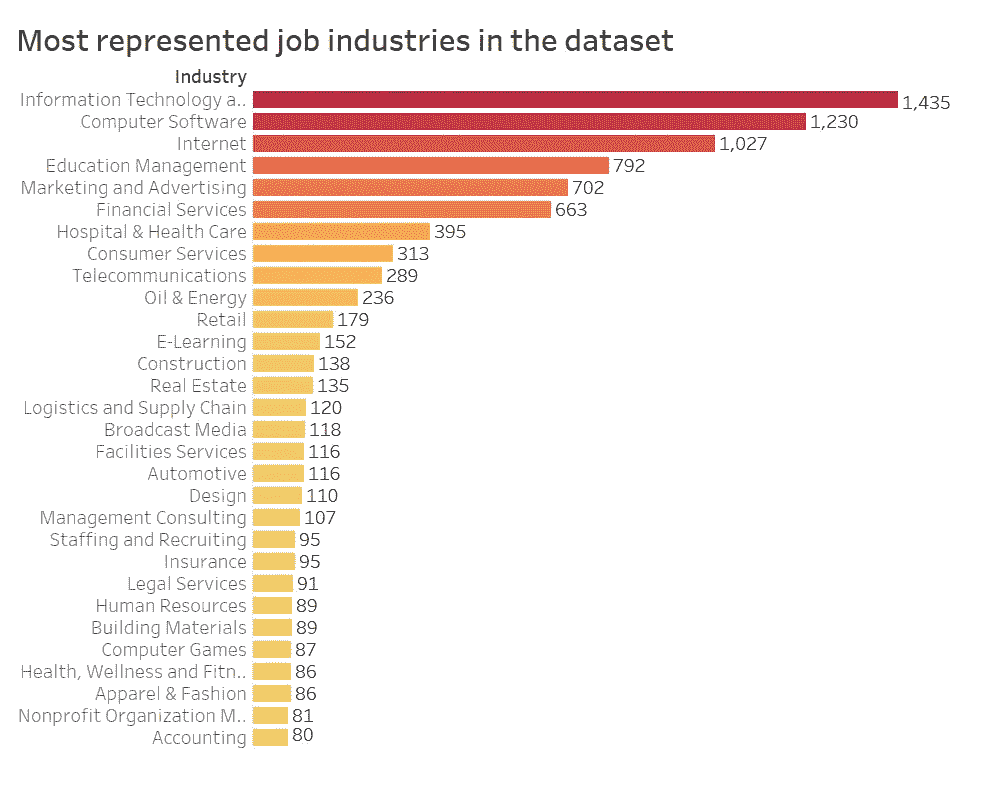 Most represented job industries in the dataset
Industry
Information Technology a.. 1,435
Computer Software 1,230
Internet 1,027
Education Management 792
Marketing and Advertising 702
Financial Services 663
Hospital & Health Care 395
Consumer Services 313
Telecommunications 289
Oil & Energy 236
Retail 179
E-Learning 152
Construction 138
Real Estate 135
Logistics and Supply Chain 120
Broadcast Media 118
Facilities Services 116
Automotive 116
Design 110
Management Consulting 107
Staffing and Recruiting 95
Insurance 95
Legal Services 91
Human Resources 89
Building Materials 89
Computer Games 87
Health, Wellness and Fitn.. 86
Apparel & Fashion 86
Nonprofit Organization M.. 81
Accounting 80